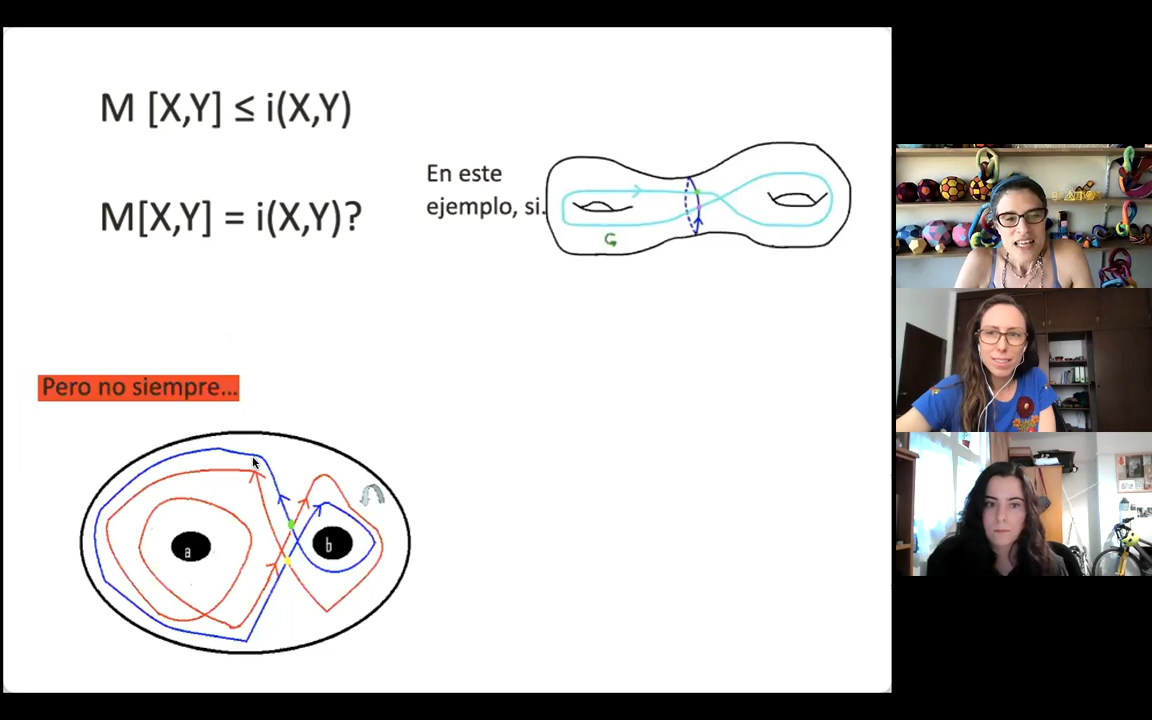 M [X,Y] ≤ i(X,Y)
M[X,Y] = i(X,Y)?
En este
ejemplo, si.
G
Pero no siempre...
a
b